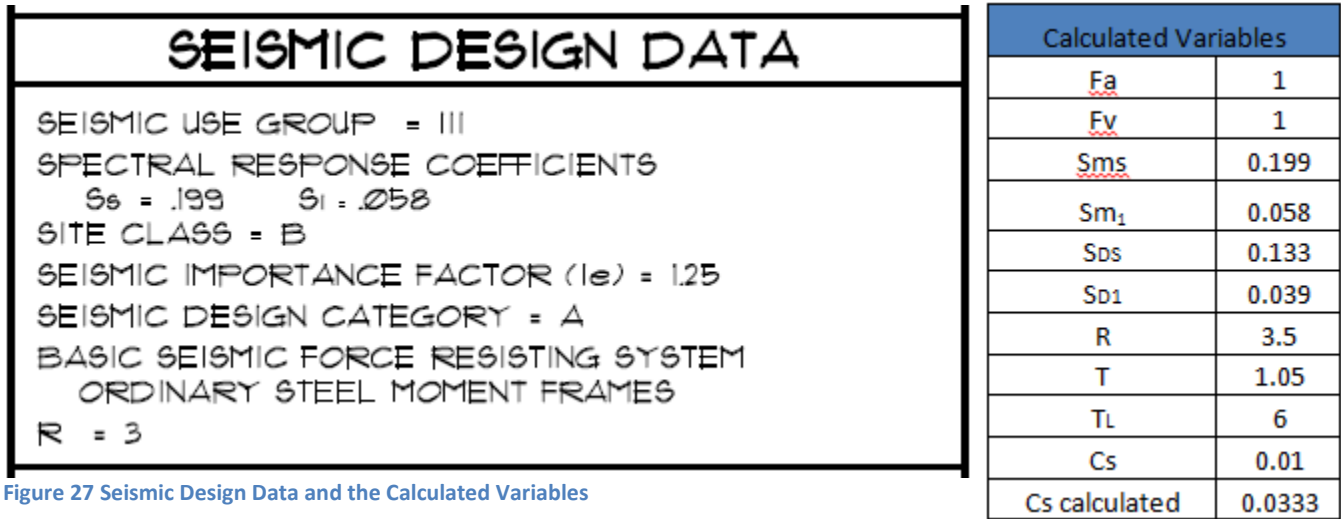 SEISMIC DESIGN DATA
SEISMIC USE GROUP = III
SPECTRAL RESPONSE COEFFICIENTS
Ss = .199 S1 = .058
SITE CLASS = B
SEISMIC IMPORTANCE FACTOR (Ie) = 1.25
SEISMIC DESIGN CATEGORY = A
BASIC SEISMIC FORCE RESISTING SYSTEM
ORDINARY STEEL MOMENT FRAMES
R = 3
Figure 27 Seismic Design Data and the Calculated Variables
Calculated Variables
Fa 1
Fv 1
Sms 0.199
Sm₁ 0.058
SDS 0.133
SD1 0.039
R 3.5
T 1.05
TL 6
Cs 0.01
Cs calculated 0.0333